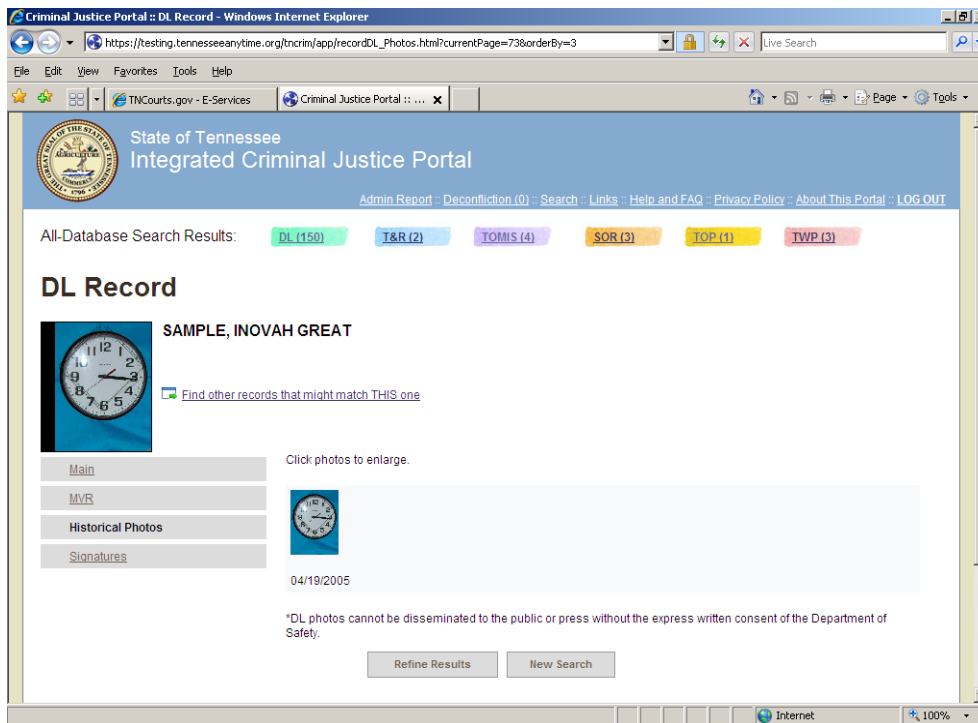 Criminal Justice Portal :: DL Record - Windows Internet Explorer
https://testing.tennesseeanytime.org/tncrim/app/recordDL_Photos.html?currentPage=73&orderBy=3
Live Search
File Edit View Favorites Tools Help
TNCourts.gov - E-Services
Criminal Justice Portal :: ...
Page
Tools
State of Tennessee
Integrated Criminal Justice Portal
Admin Report :: Deconfliction (0) :: Search :: Links :: Help and FAQ :: Privacy Policy :: About This Portal :: LOG OUT
All-Database Search Results:
DL (150)
T&R (2)
TOMIS (4)
SOR (3)
TOP (1)
TWP (3)
DL Record
SAMPLE, INOVAH GREAT
Find other records that might match THIS one
Main
MVR
Historical Photos
Signatures
Click photos to enlarge.
04/19/2005
*DL photos cannot be disseminated to the public or press without the express written consent of the Department of
Safety.
Refine Results
New Search
Internet
100%